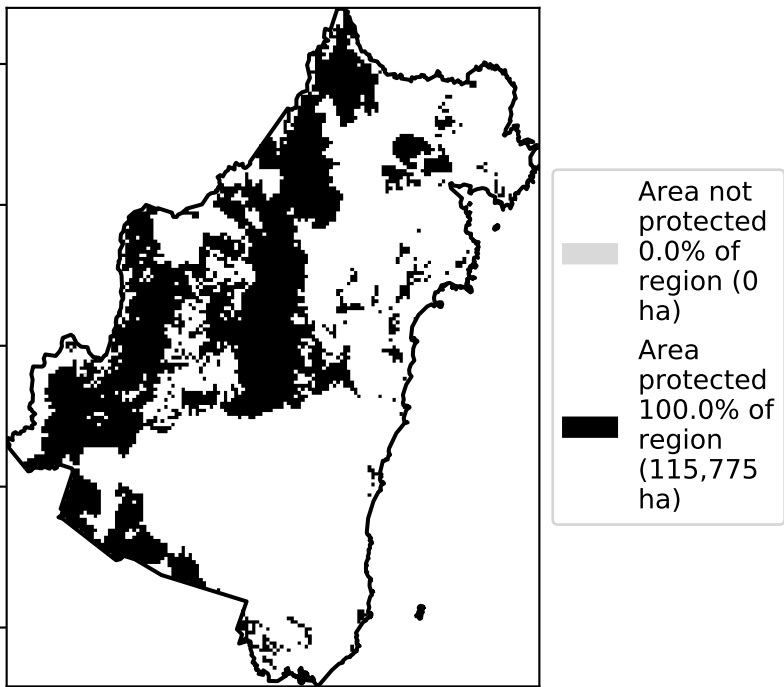 Area not
protected
0.0% of
region (0
ha)
Area
protected
100.0% of
region
(115,775
ha)